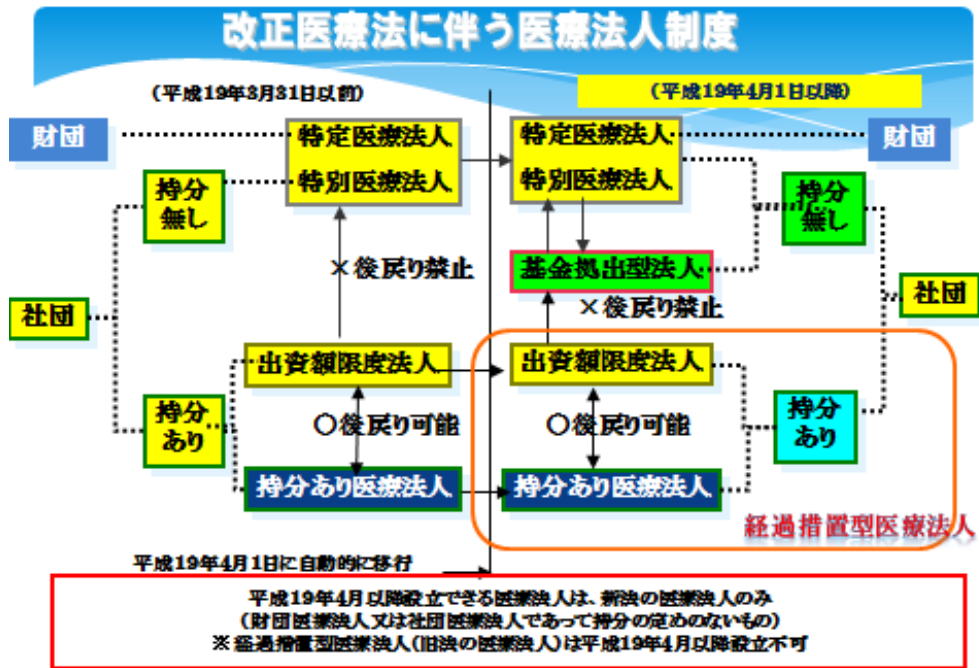 改正医療法に伴う医療法人制度
(平成19年3月31日以前)
(平成19年4月1日以降)
財団
特定医療法人
特別医療法人
特定医療法人
特別医療法人
財団
持分
無し
持分
無し
×後戻り禁止
基金拠出型法人
×後戻り禁止
社団
社団
出資額限度法人
出資額限度法人
持分
あり
○後戻り可能
○後戻り可能
持分
あり
持分あり医療法人
持分あり医療法人
経過措置型医療法人
平成19年4月1日に自動的に移行
平成19年4月以降設立できる医療法人は、新法の医療法人のみ
(財団医療法人又は社団医療法人であって持分の定めのないもの)
※経過措置型医療法人(旧法の医療法人)は平成19年4月以降設立不可